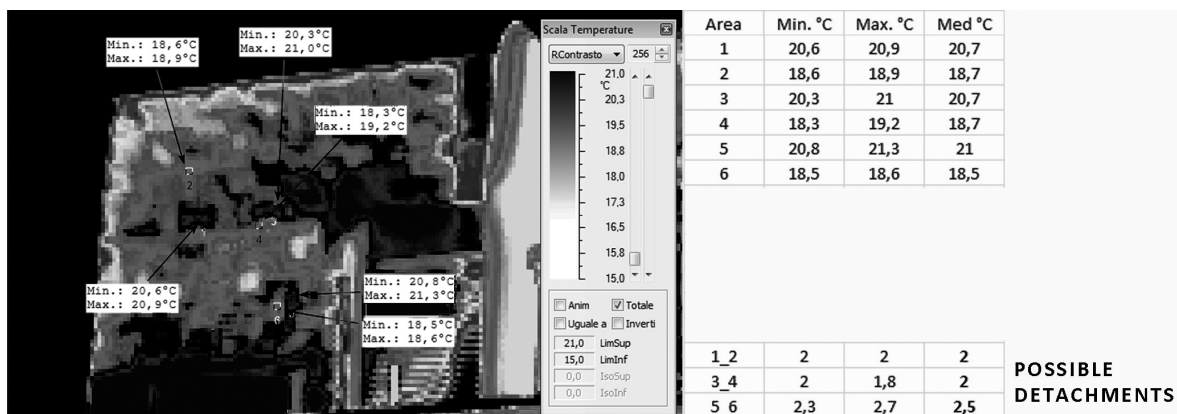 Min.: 18,6°C
Max.: 18,9°C
Min.: 20,3°C
Max.: 21,0°C
Min.: 18,3°C
Max.: 19,2°C
2
4
Min.: 20,6°C
Max.: 20,9°C
Min.: 20,8°C
Max.: 21,3°C
6
Min.: 18,5°C
Max.: 18,6°C
Scala Temperature
RContrasto 256
21,0
°C
20,3
19,5
18,8
18,0
17,3
16,5
15,8
15,0
Anim Totale
Uguale a Inverti
21,0 LimSup
15,0 LimInf
0,0 IsoSup
0,0 IsoInf
Area Min. °C Max. °C Med °C
1 20,6 20,9 20,7
2 18,6 18,9 18,7
3 20,3 21 20,7
4 18,3 19,2 18,7
5 20,8 21,3 21
6 18,5 18,6 18,5
1_2 2 2 2
3_4 2 1,8 2
5 6 2,3 2,7 2,5
POSSIBLE
DETACHMENTS